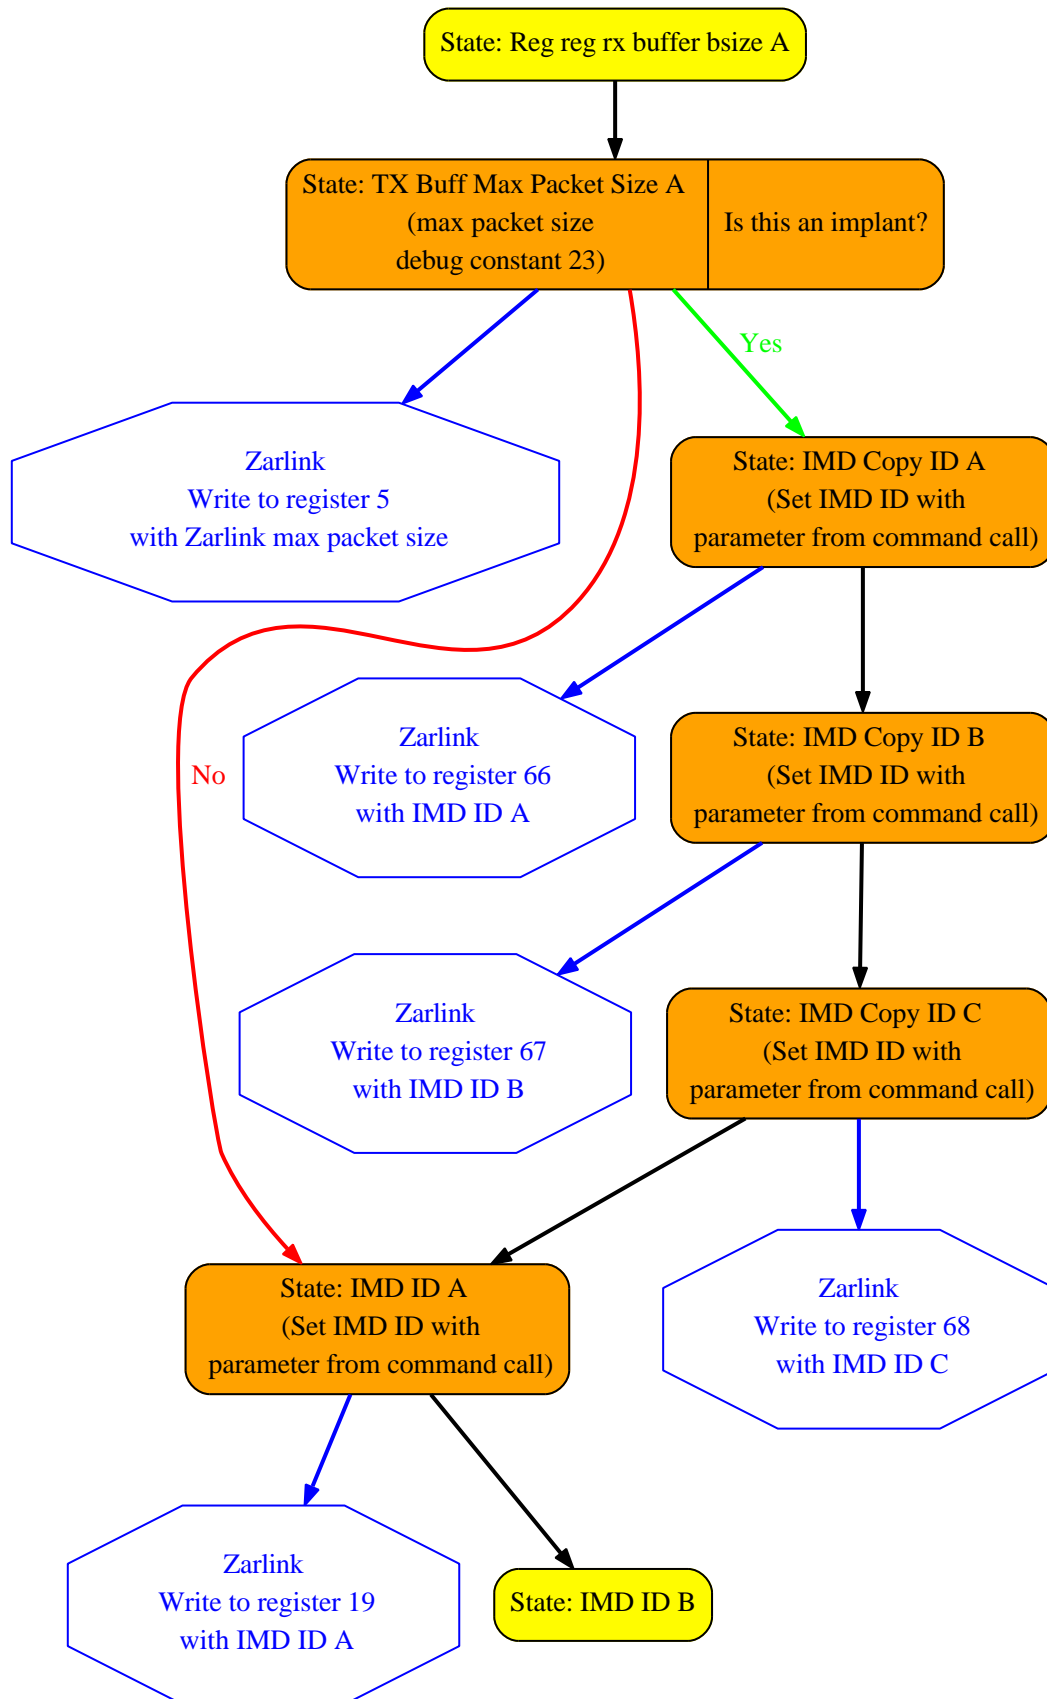 State: Reg reg rx buffer bsize A
State: TX Buff Max Packet Size A
(max packet size
debug constant 23)
Is this an implant?
Yes
Zarlink
Write to register 5
with Zarlink max packet size
State: IMD Copy ID A
(Set IMD ID with
parameter from command call)
No
Zarlink
Write to register 66
with IMD ID A
State: IMD Copy ID B
(Set IMD ID with
parameter from command call)
Zarlink
Write to register 67
with IMD ID B
State: IMD Copy ID C
(Set IMD ID with
parameter from command call)
State: IMD ID A
(Set IMD ID with
parameter from command call)
Zarlink
Write to register 68
with IMD ID C
Zarlink
Write to register 19
with IMD ID A
State: IMD ID B